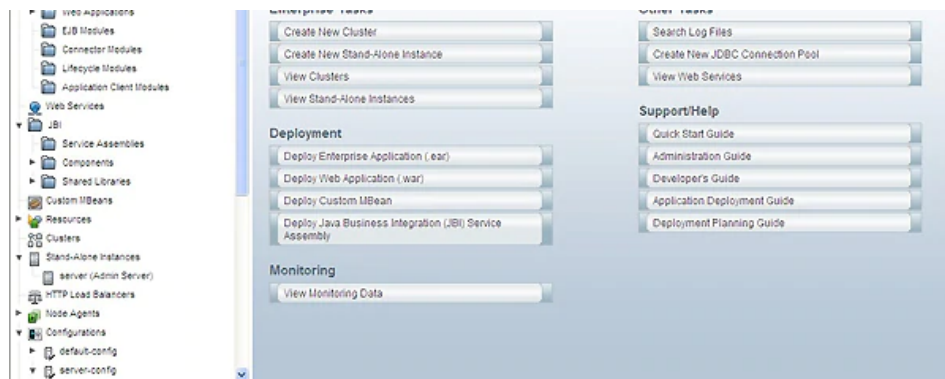 Web Applications
EJB Modules
Connector Modules
Lifecycle Modules
Application Client Modules
Web Services
JBI
Service Assemblies
Components
Shared Libraries
Custom MBeans
Resources
Clusters
Stand-Alone Instances
server (Admin Server)
HTTP Load Balancers
Node Agents
Configurations
default-config
server-config
Enterprise Tasks
Create New Cluster
Create New Stand-Alone Instance
View Clusters
View Stand-Alone Instances
Deployment
Deploy Enterprise Application (.ear)
Deploy Web Application (.war)
Deploy Custom MBean
Deploy Java Business Integration (JBI) Service
Assembly
Monitoring
View Monitoring Data
Other Tasks
Search Log Files
Create New JDBC Connection Pool
View Web Services
Support/Help
Quick Start Guide
Administration Guide
Developer's Guide
Application Deployment Guide
Deployment Planning Guide